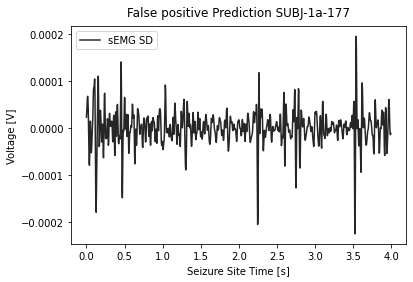 False positive Prediction SUBJ-1a-177
sEMG SD
Voltage [V]
0.0002
0.0001
0.0000
−0.0001
−0.0002
0.0 0.5 1.0 1.5 2.0 2.5 3.0 3.5 4.0
Seizure Site Time [s]